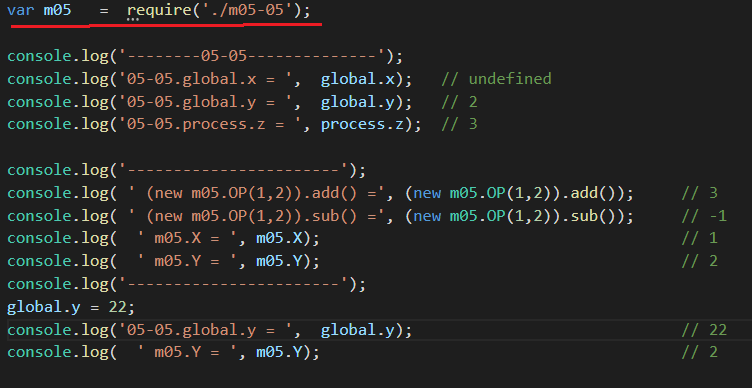 var m05   =  require('./m05-05');
console.log('--------05-05--------------');
console.log('05-05.global.x = ',  global.x);   // undefined
console.log('05-05.global.y = ',  global.y);   // 2
console.log('05-05.process.z = ', process.z);  // 3
console.log('-----------------------');
console.log( ' (new m05.OP(1,2)).add() =', (new m05.OP(1,2)).add());     // 3
console.log( ' (new m05.OP(1,2)).sub() =', (new m05.OP(1,2)).sub());     // -1
console.log(  ' m05.X = ', m05.X);                                       // 1
console.log(  ' m05.Y = ', m05.Y);                                       // 2
console.log('-----------------------');
global.y = 22;
console.log('05-05.global.y = ',  global.y);                             // 22
console.log(  ' m05.Y = ', m05.Y);                                       // 2